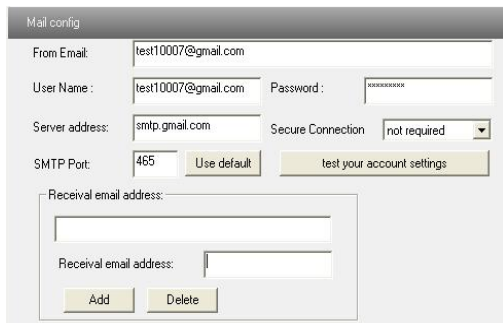 Mail config
From Email: test10007@gmail.com
User Name : test10007@gmail.com Password : xxxxxxxxx
Server address: smtp.gmail.com Secure Connection not required
SMTP Port: 465 Use default test your account settings
Receival email address:
Receival email address:
Add Delete